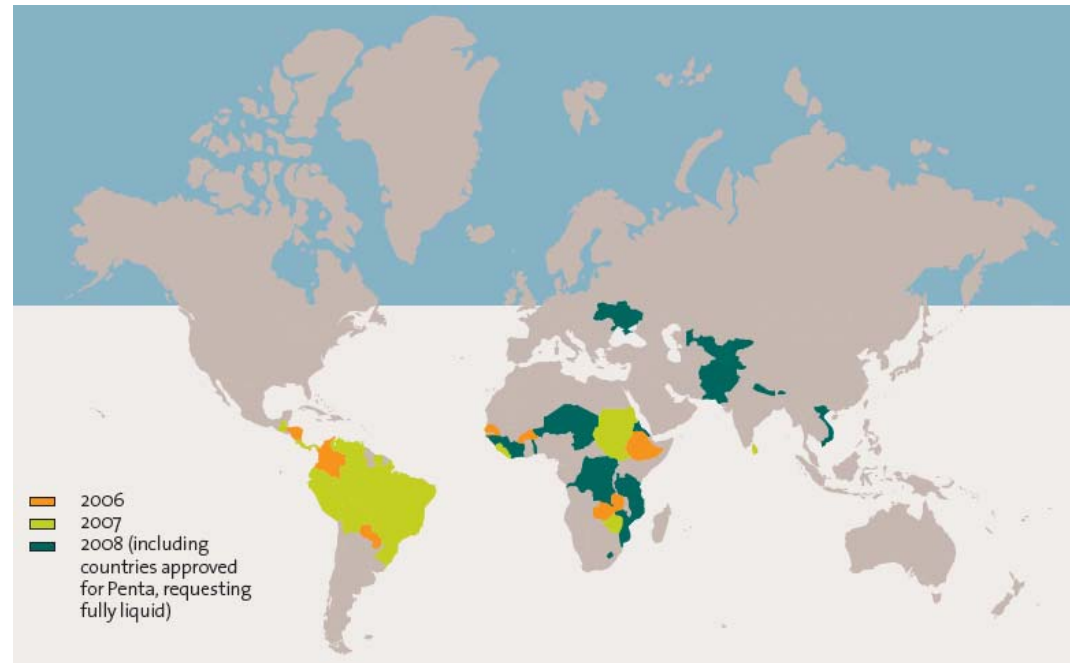 2006
2007
2008 (including
countries approved
for Penta, requesting
fully liquid)